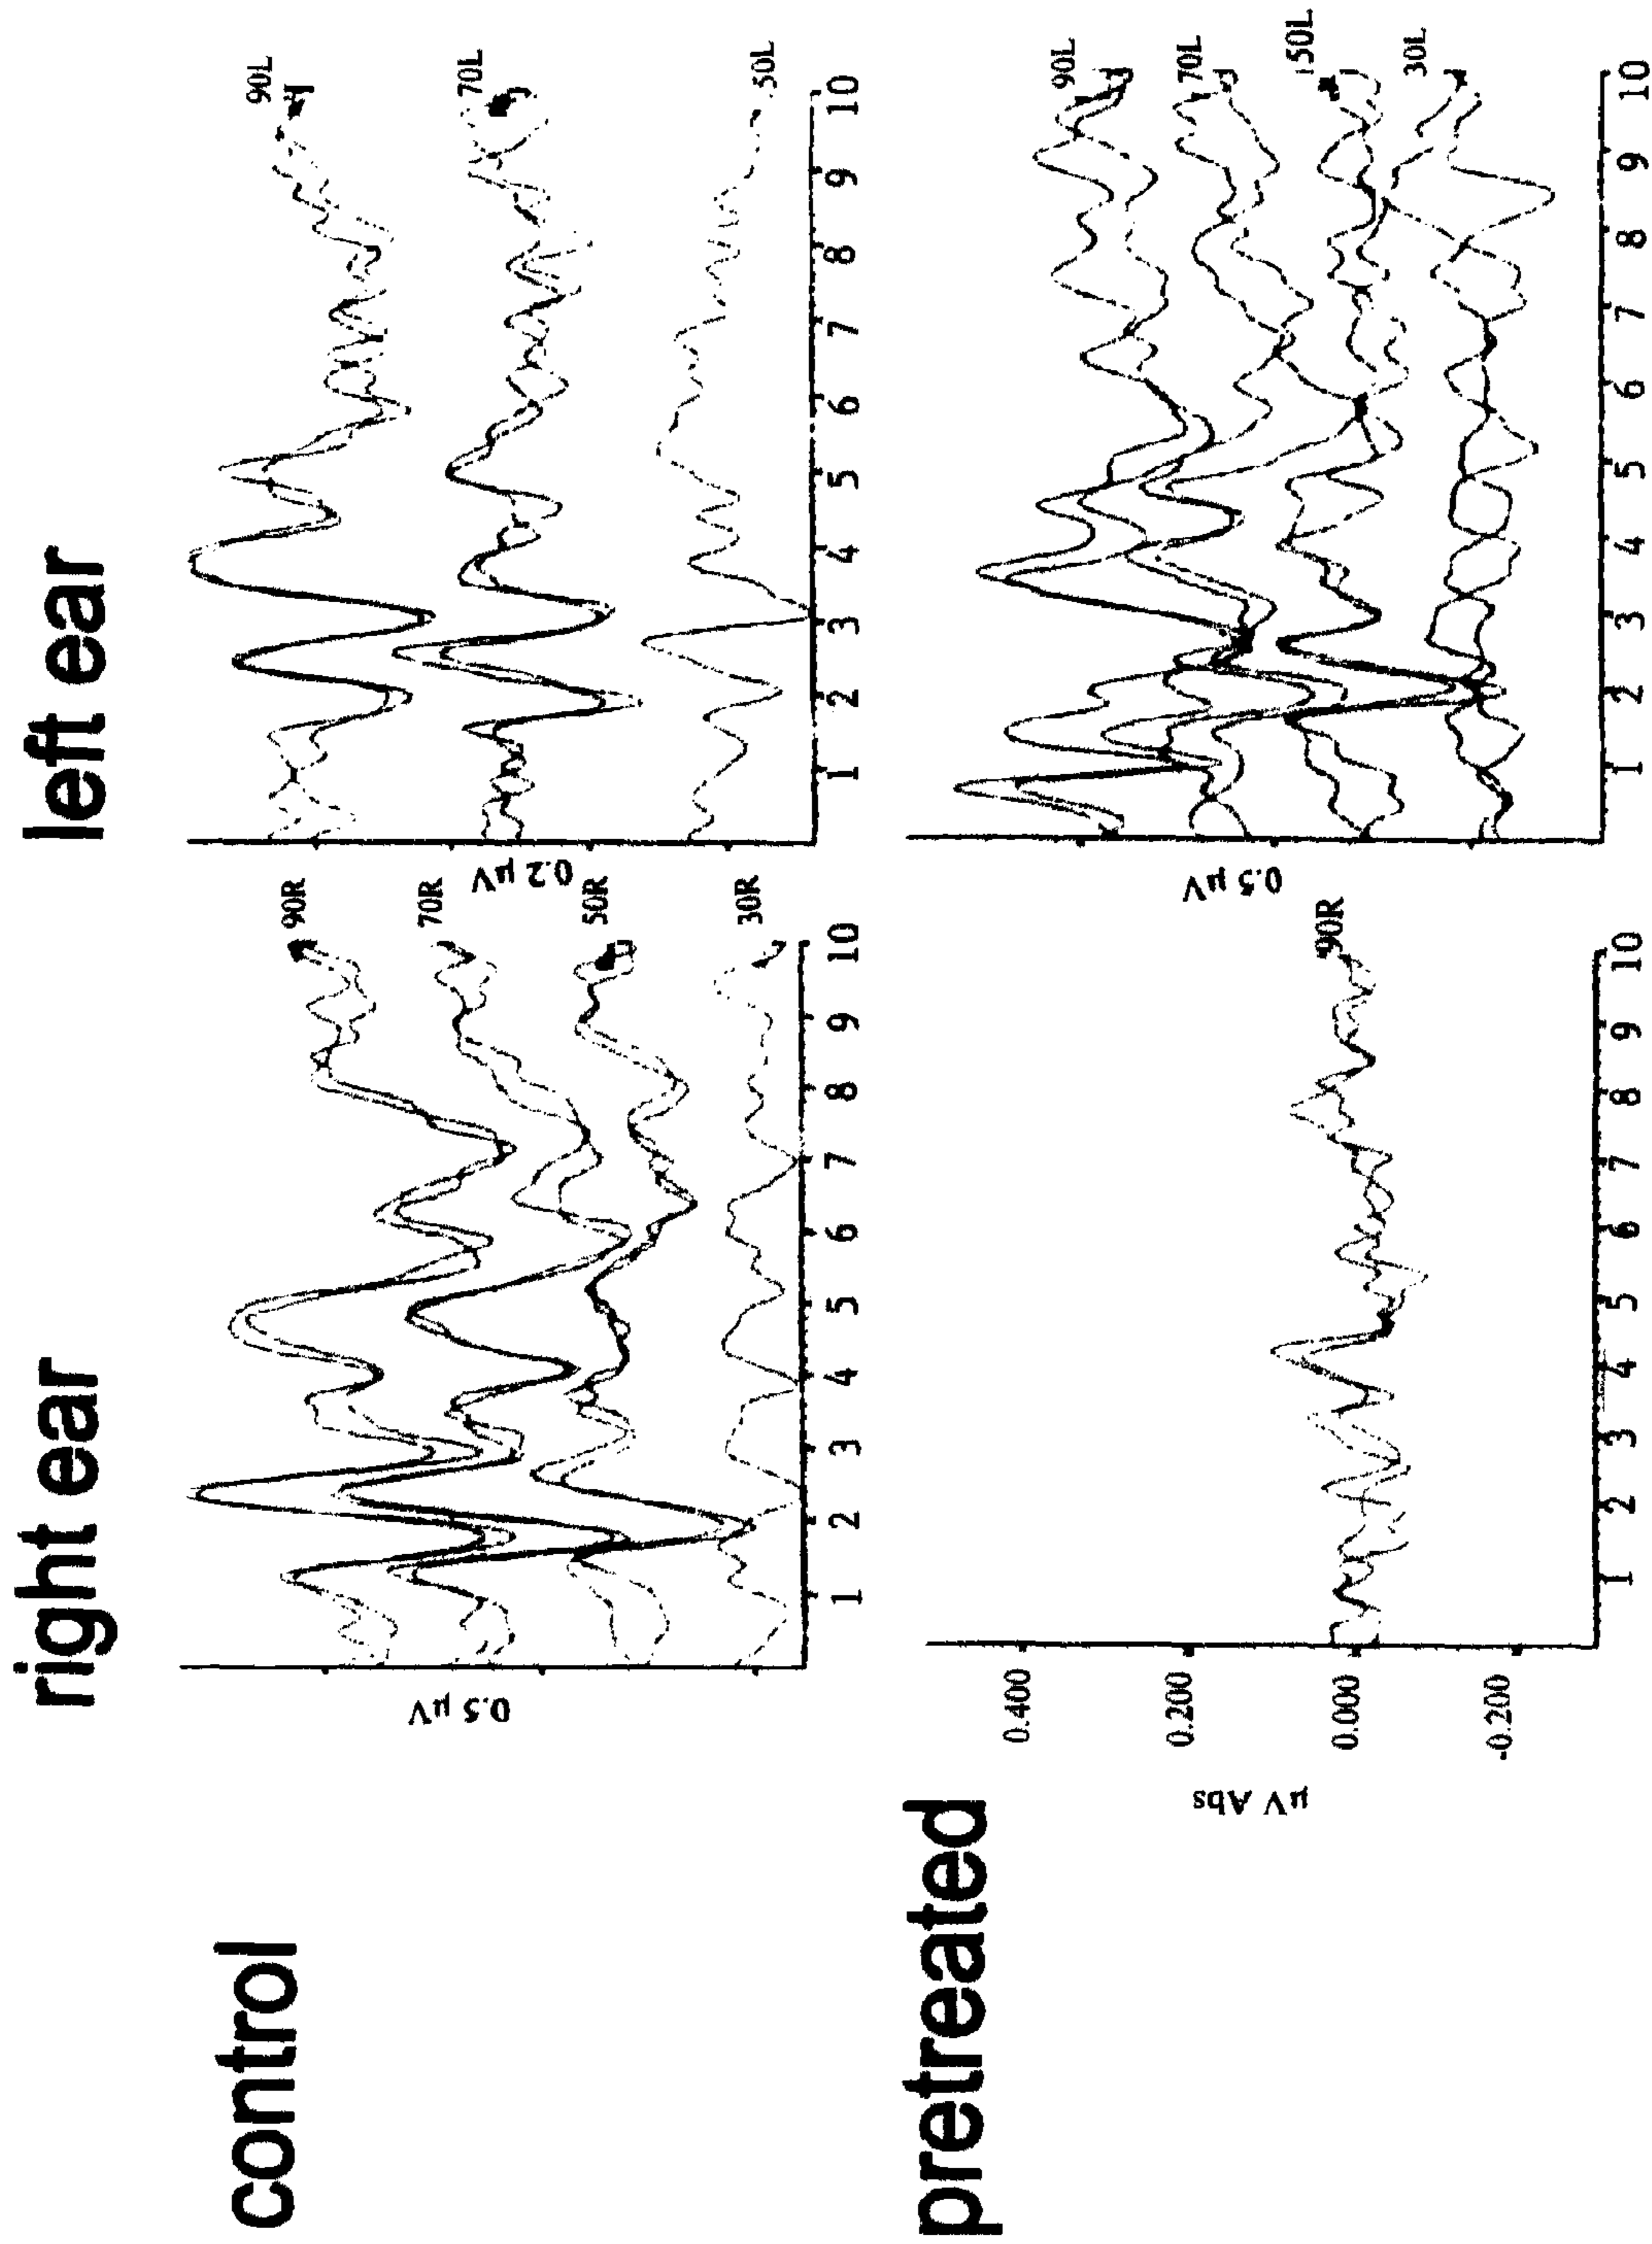 right ear
left ear
control
90R
70R
50R
30R
0.5 µV
1 2 3 4 5 6 7 8 9 10
90L
70L
50L
0.2 µV
1 2 3 4 5 6 7 8 9 10
pretreated
µV Abs
0.400
0.200
0.000
-0.200
90R
1 2 3 4 5 6 7 8 9 10
90L
70L
50L
30L
0.5 µV
1 2 3 4 5 6 7 8 9 10